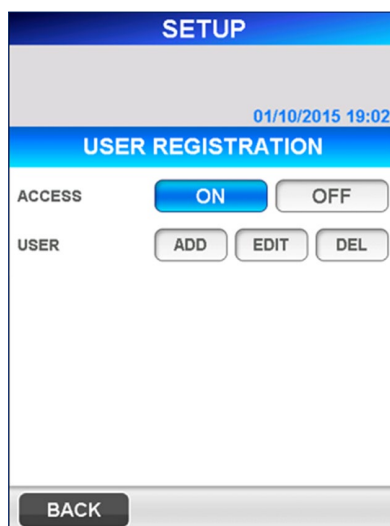 SETUP
01/10/2015 19:02
USER REGISTRATION
ACCESS ON OFF
USER ADD EDIT DEL
BACK